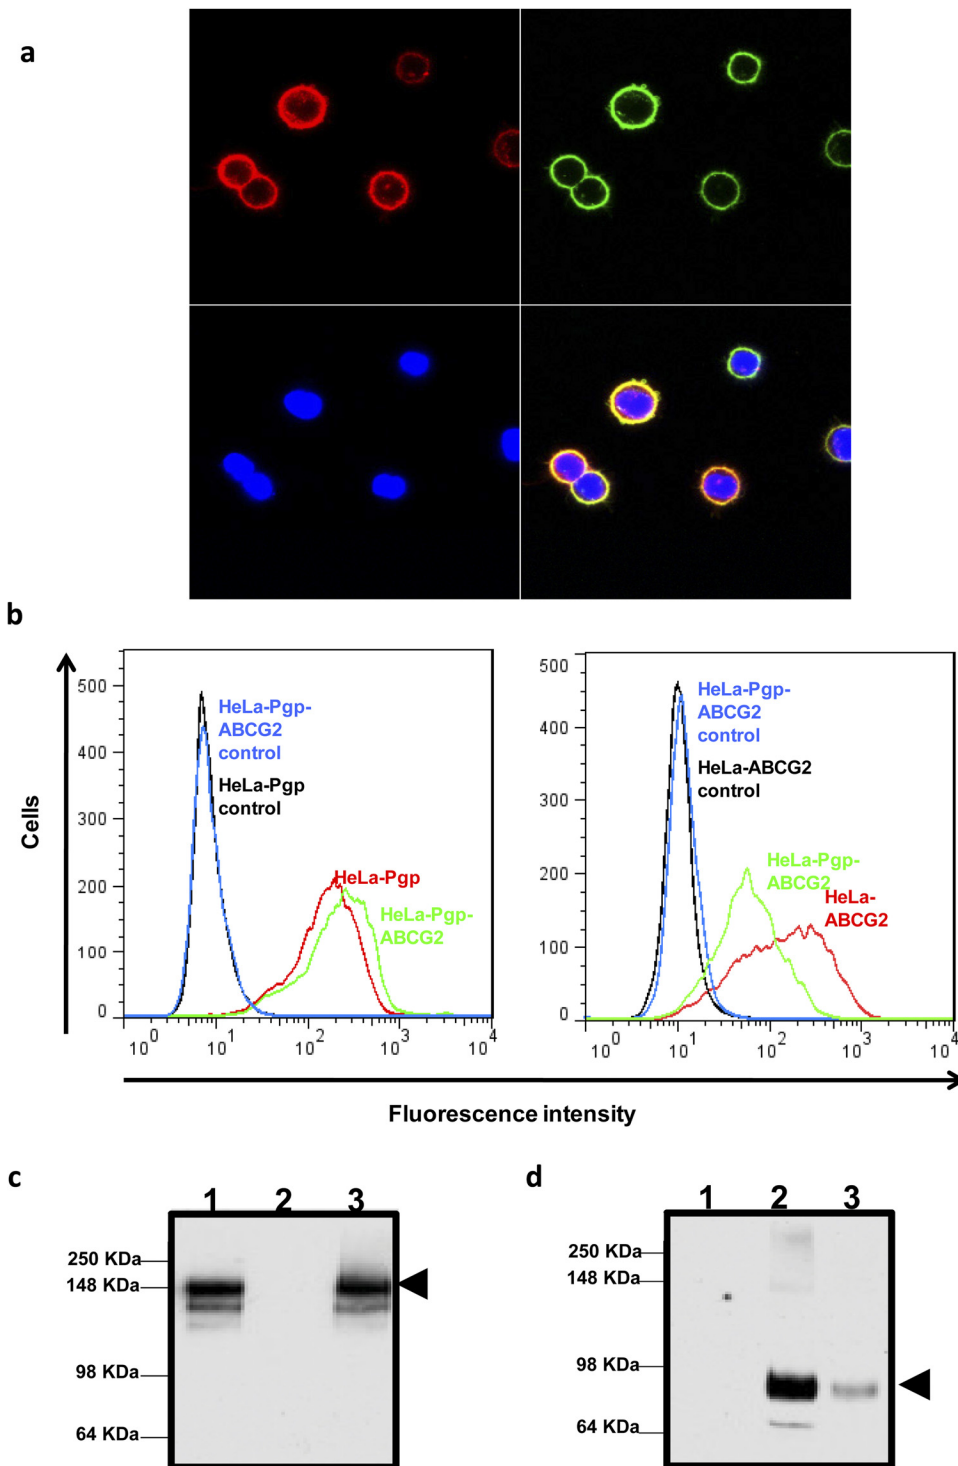 a
b
Cells
500
400
300
200
100
0
HeLa-Pgp-
ABCG2
control
HeLa-Pgp
control
HeLa-Pgp
HeLa-Pgp-
ABCG2
10^0
10^1
10^2
10^3
10^4
500
400
300
200
100
0
HeLa-Pgp-
ABCG2
control
HeLa-ABCG2
control
HeLa-Pgp-
ABCG2
HeLa-
ABCG2
10^0
10^1
10^2
10^3
10^4
Fluorescence intensity
c
1 2 3
250 KDa
148 KDa
98 KDa
64 KDa
d
1 2 3
250 KDa
148 KDa
98 KDa
64 KDa